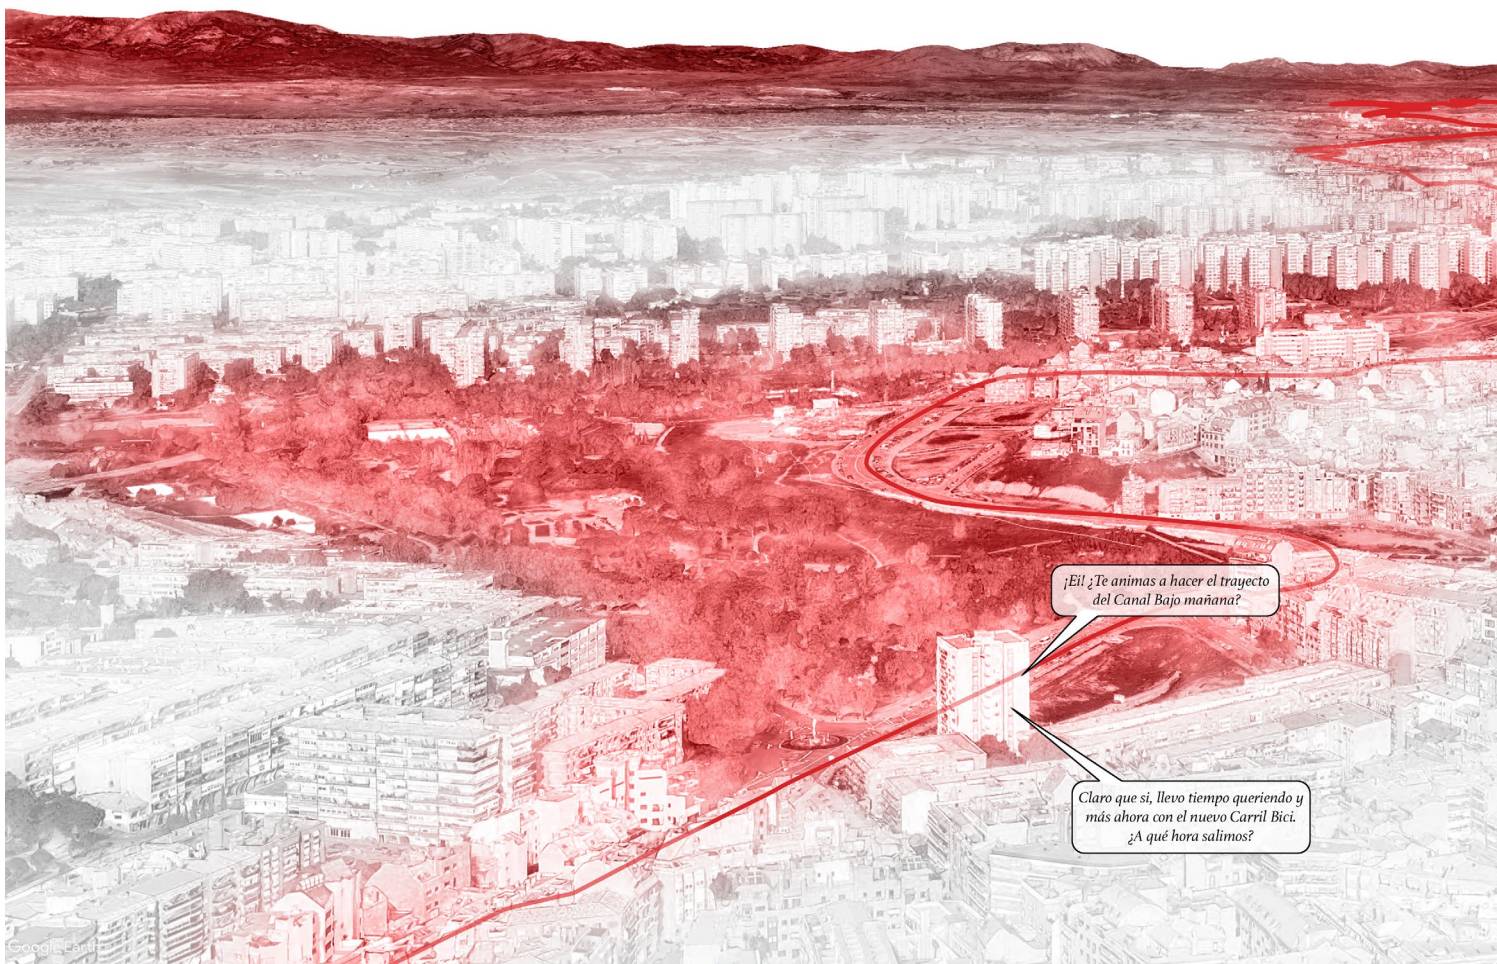 ¡Ei! ¿Te animas a hacer el trayecto
del Canal Bajo mañana?
Claro que si, llevo tiempo queriendo y
más ahora con el nuevo Carril Bici.
¿A qué hora salimos?
Google Earth